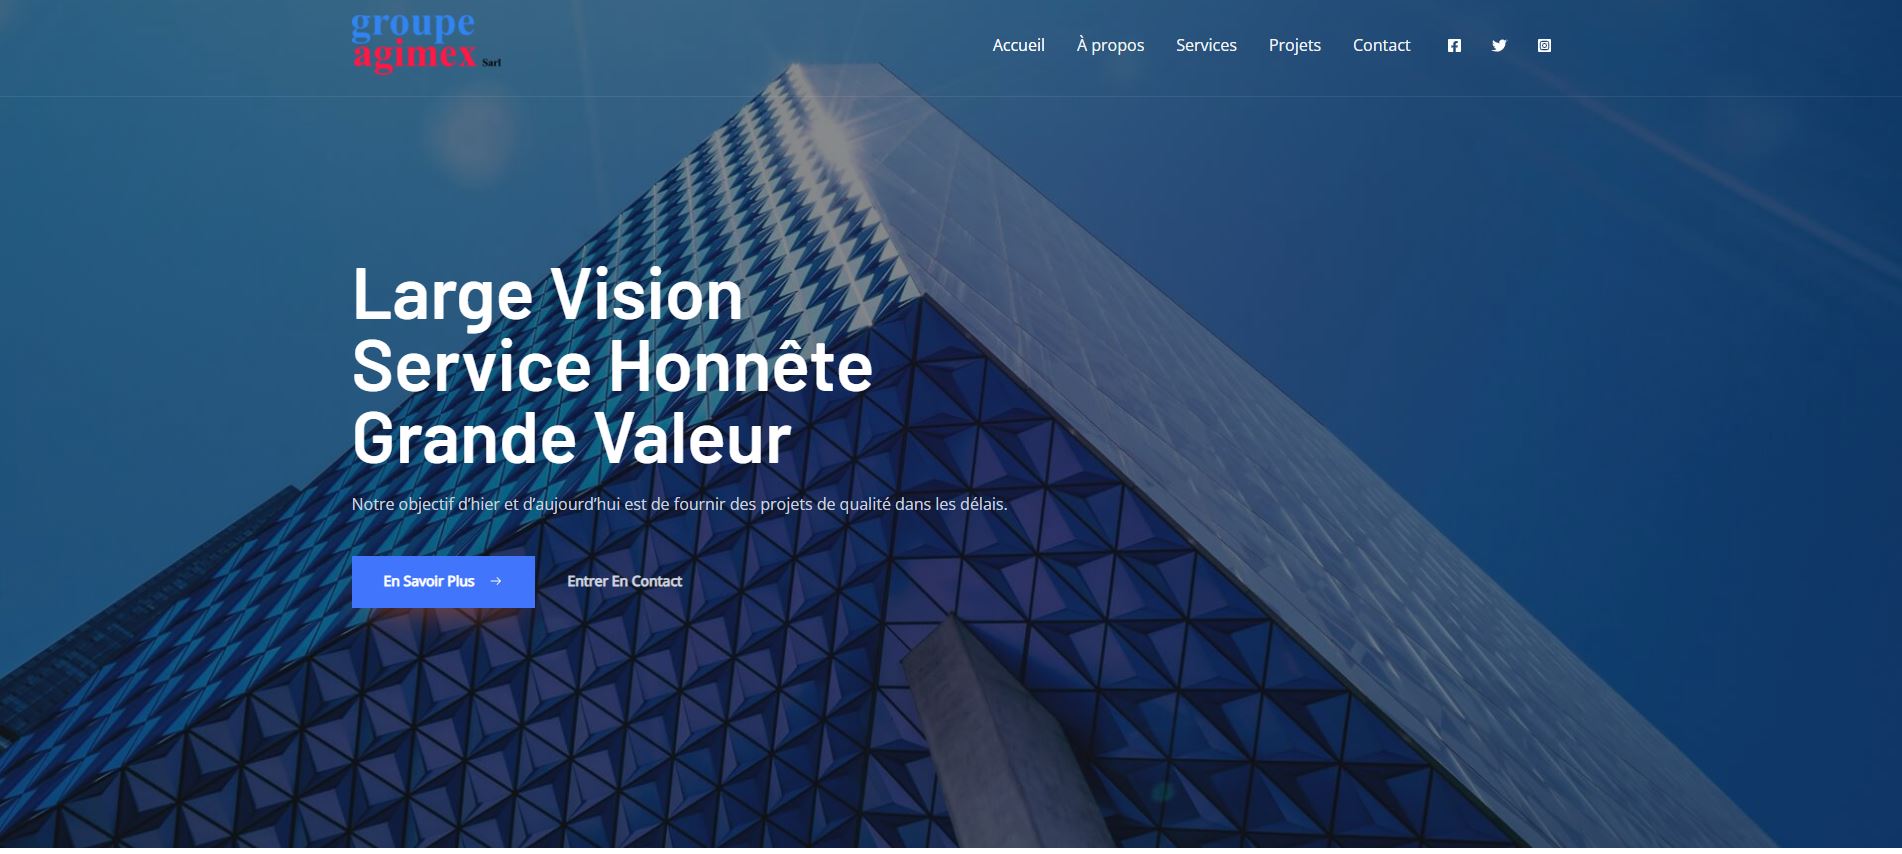 groupe
agimex Sarl
Accueil À propos Services Projets Contact
Large Vision
Service Honnête
Grande Valeur
Notre objectif d’hier et d’aujourd’hui est de fournir des projets de qualité dans les délais.
En Savoir Plus → Entrer En Contact